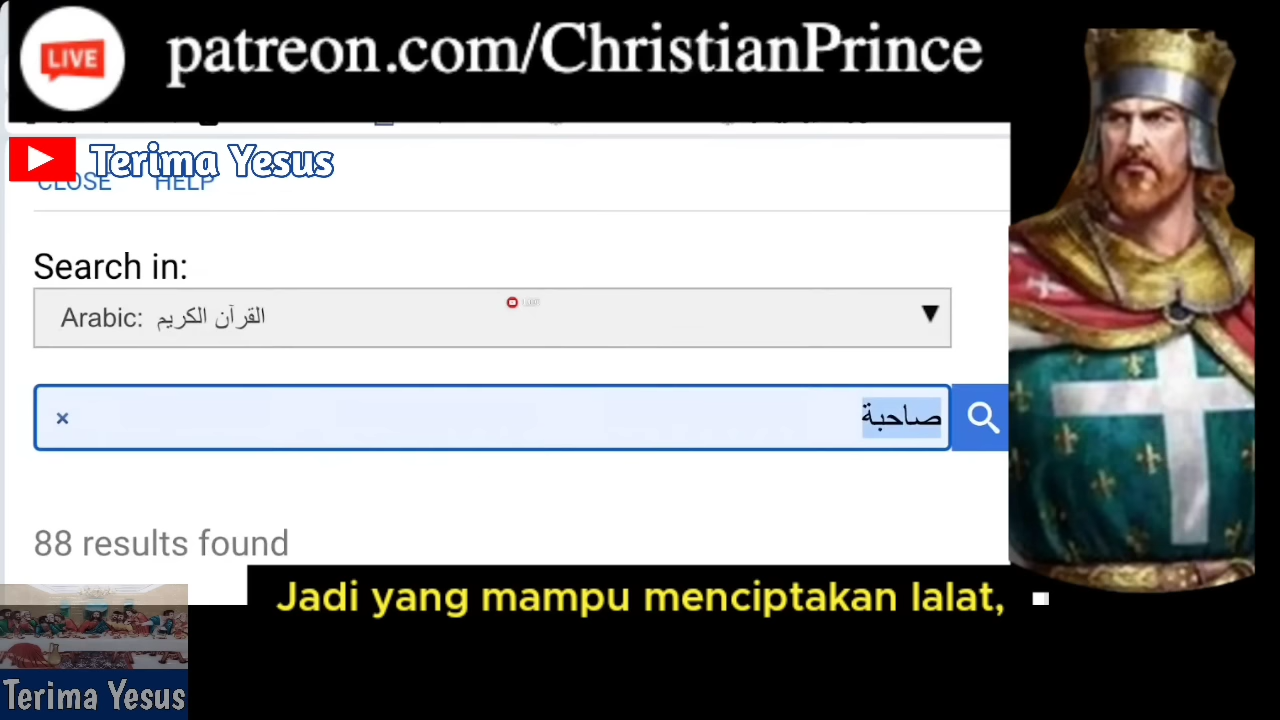 LIVE
patreon.com/ChristianPrince
Terima Yesus
CLOSE HELP
Search in:
Arabic: القرآن الكريم
×
صاحبة
88 results found
Jadi yang mampu menciptakan lalat,
Terima Yesus